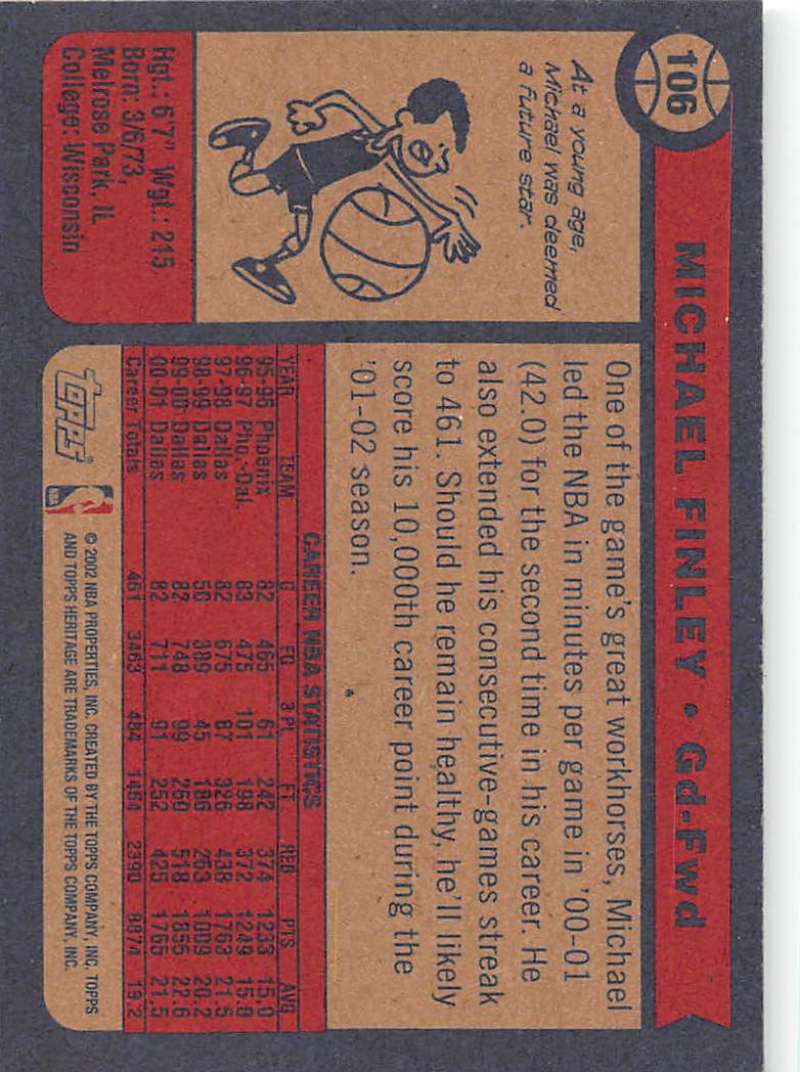 106
MICHAEL FINLEY • Gd-Fwd
At a young age,
Michael was deemed
a future star.
Hgt.: 6'7" Wgt.: 215
Born: 3/6/73,
Melrose Park, IL
College: Wisconsin
One of the game's great workhorses, Michael
led the NBA in minutes per game in '00-01
(42.0) for the second time in his career. He
also extended his consecutive-games streak
to 461. Should he remain healthy, he'll likely
score his 10,000th career point during the
'01-02 season.
CAREER NBA STATISTICS
YEAR TEAM G FG 3 PT FT REB PTS AVG
95-96 Phoenix 82 465 61 242 374 1233 15.0
96-97 Pho.-Dal. 83 475 101 198 372 1249 15.0
97-98 Dallas 82 675 87 326 438 1763 21.5
98-99 Dallas 50 389 45 186 263 1009 20.2
99-00 Dallas 82 748 99 260 518 1855 22.6
00-01 Dallas 82 711 91 252 425 1765 21.5
Career Totals 461 3463 484 1464 2390 8874 19.2
TOPPS
NBA
© 2002 NBA PROPERTIES, INC. CREATED BY THE TOPPS COMPANY, INC. TOPPS
AND TOPPS HERITAGE ARE TRADEMARKS OF THE TOPPS COMPANY, INC.